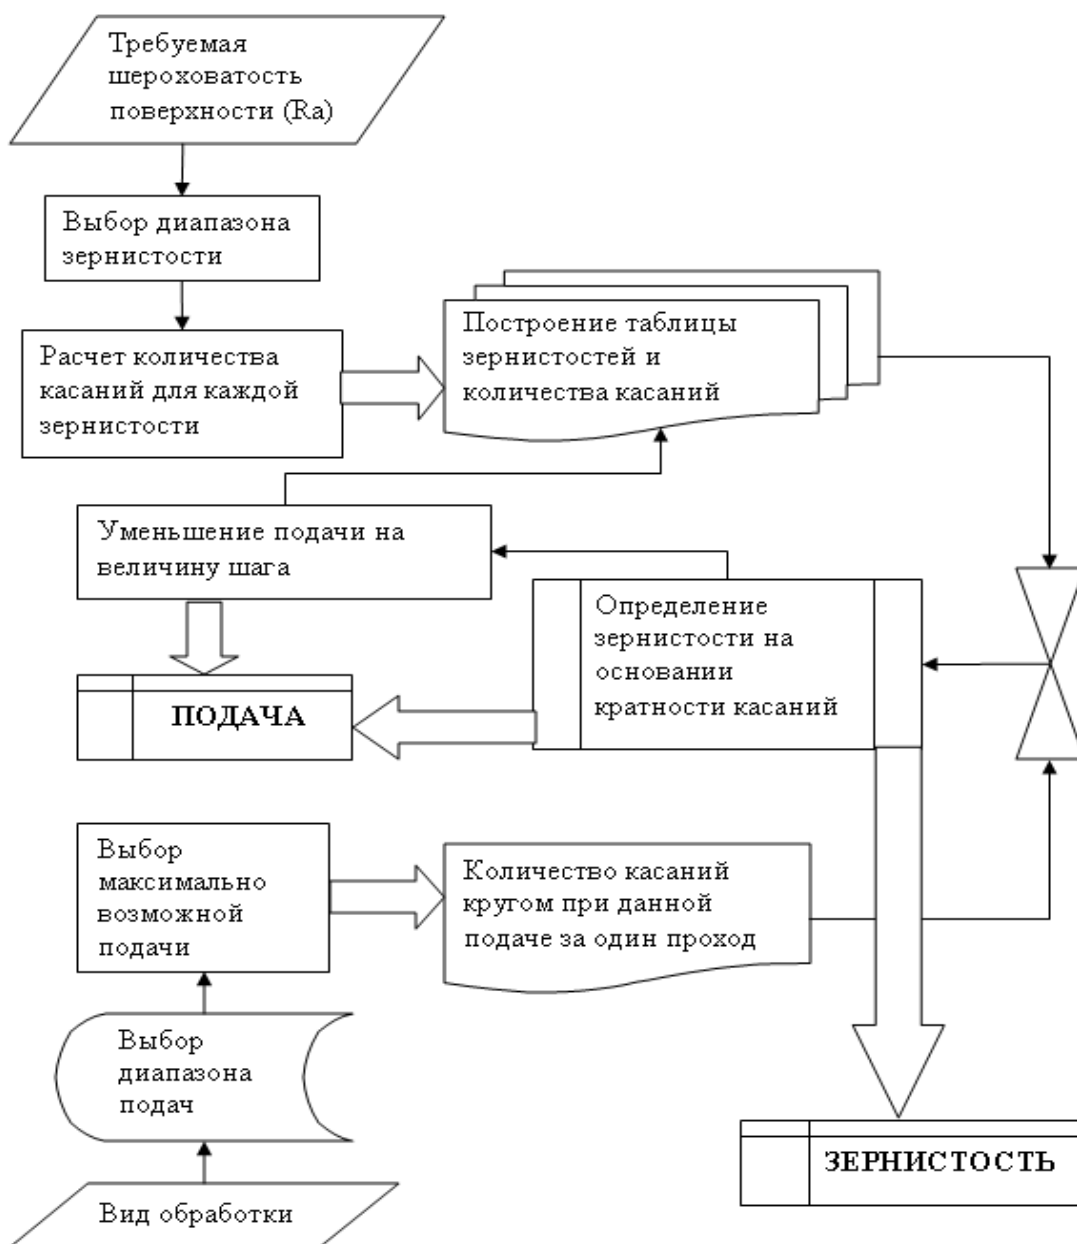 Требуемая
шероховатость
поверхности (Ra)
Выбор диапазона
зернистости
Расчет количества
касаний для каждой
зернистости
Построение таблицы
зернистостей и
количества касаний
Уменьшение подачи на
величину шага
Определение
зернистости на
основании
кратности касаний
ПОДАЧА
Выбор
максимально
возможной
подачи
Количество касаний
кругом при данной
подаче за один проход
Выбор
диапазона
подач
ЗЕРНИСТОСТЬ
Вид обработки